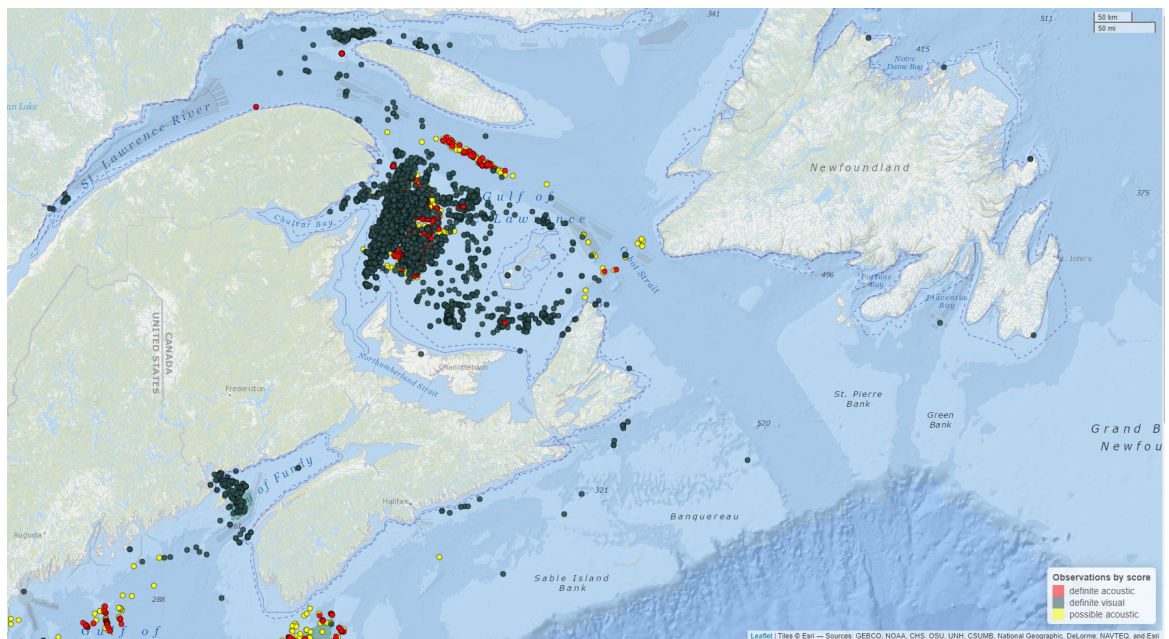 341
511
50 km
50 mi
415
Notre
Dame Bay
an Lake
St. Lawrence River
Newfoundland
375
Gulf of
Lawrence
Chaleur Bay
Cabot Strait
St. John's
496
Fortune
Bay
Placentia
Bay
CANADA
UNITED STATES
Northumberland Strait
Charlottetown
Fredericton
St. Pierre
Bank
Green
Bank
520
Grand B
Newfou
of Fundy
321
Halifax
Banquereau
Augusta
Sable Island
Bank
288
Gulf of
Observations by score
definite acoustic
definite visual
possible acoustic
Leaflet | Tiles © Esri — Sources: GEBCO, NOAA, CHS, OSU, UNH, CSUMB, National Geographic, DeLorme, NAVTEQ, and Esri